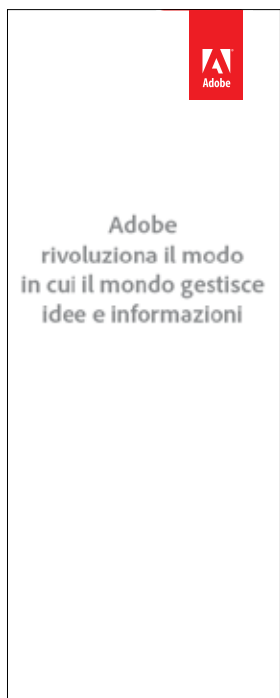 Adobe
Adobe
rivoluziona il modo
in cui il mondo gestisce
idee e informazioni